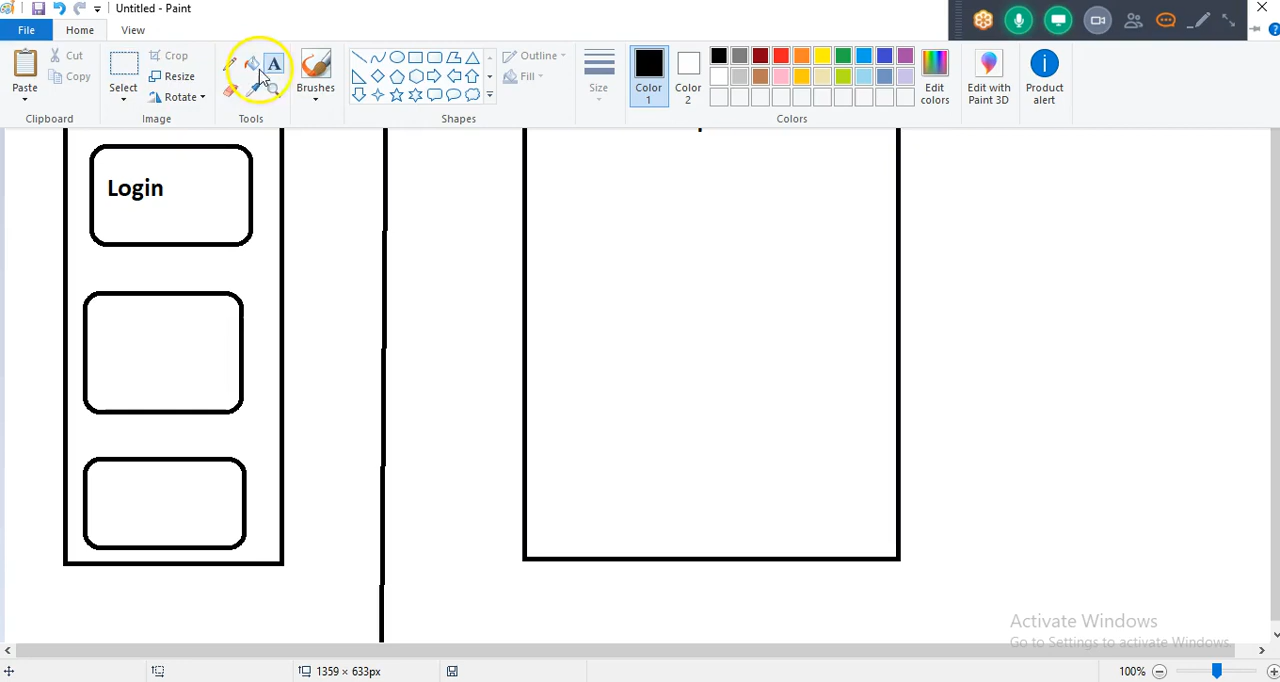 Untitled - Paint
File
Home
View
Paste
Cut
Copy
Clipboard
Select
Crop
Resize
Rotate
Image
A
Tools
Brushes
Shapes
Outline
Fill
Size
Color
1
Color
2
Colors
Edit
colors
Edit with
Paint 3D
Product
alert
Login
Activate Windows
Go to Settings to activate Windows.
1359 × 633px
100%